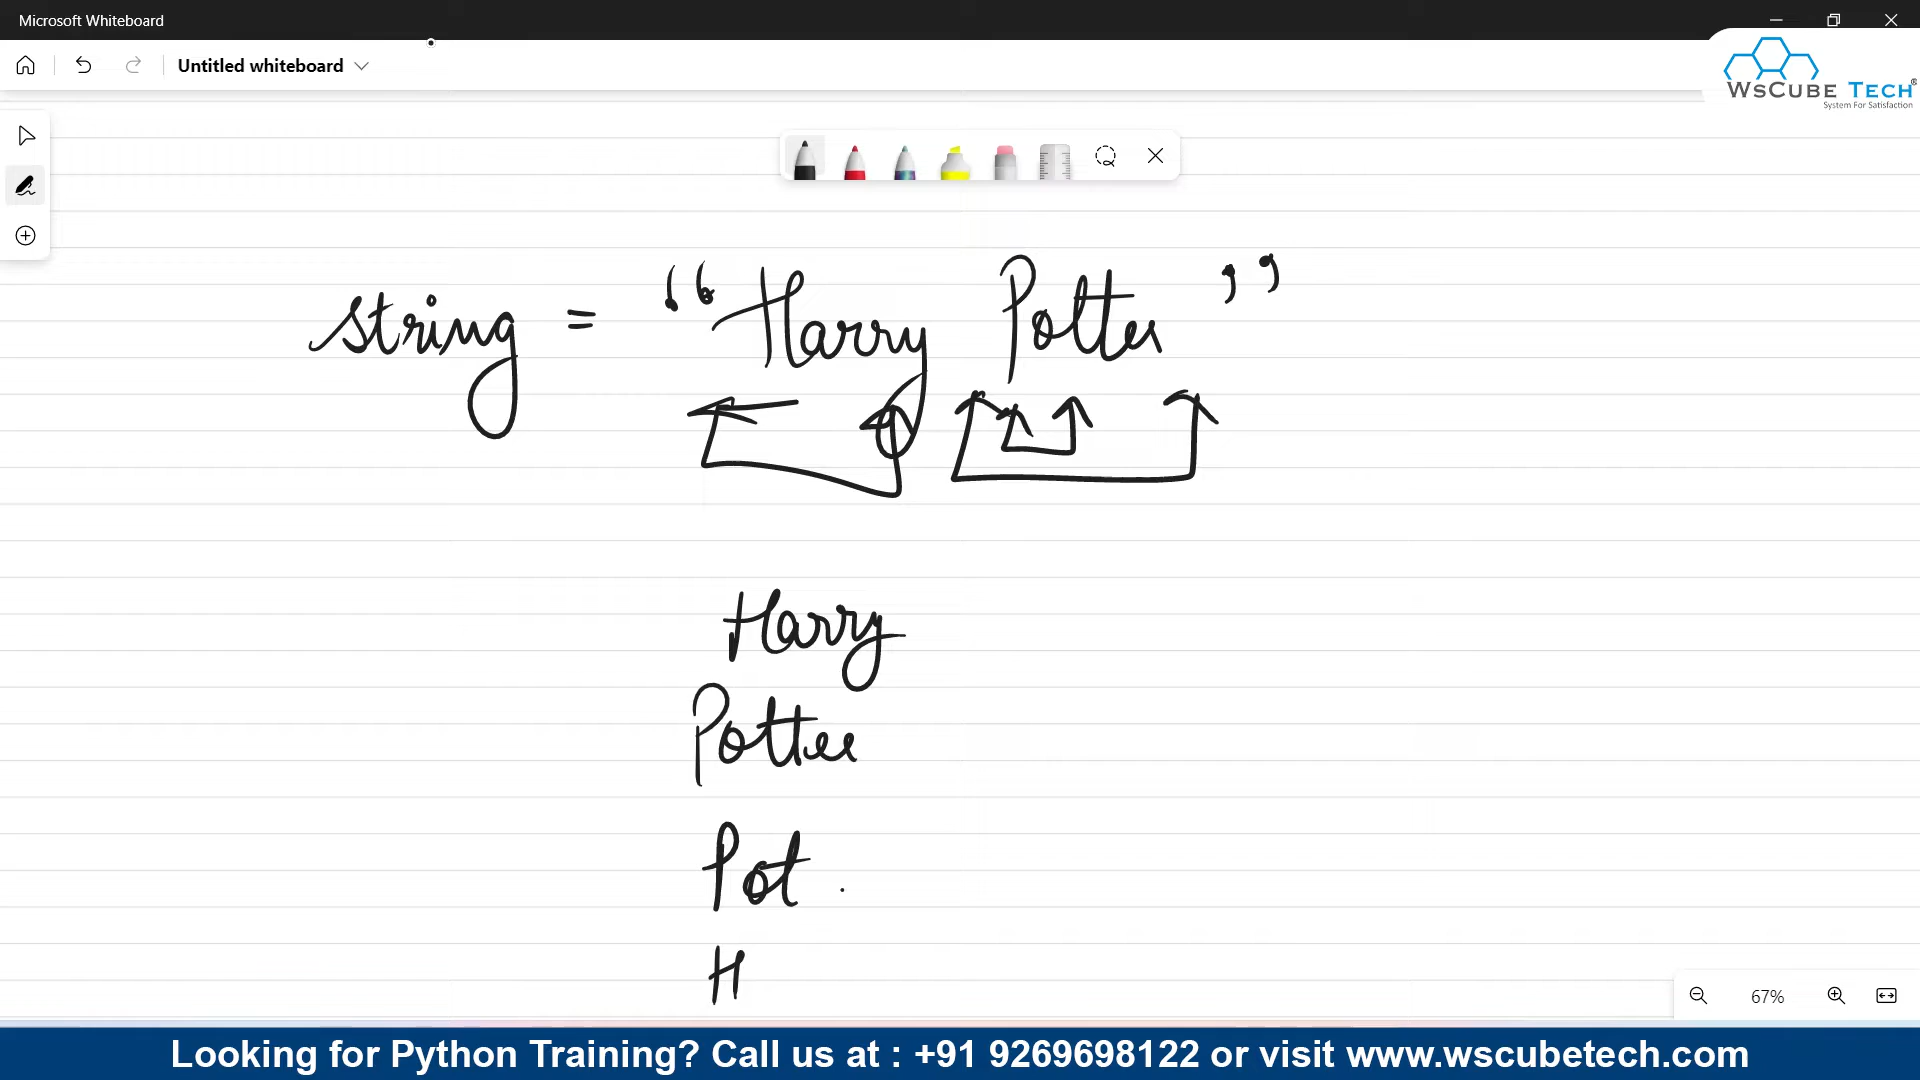 Microsoft Whiteboard
Untitled whiteboard
WsCube Tech®
System For Satisfaction
string = “Harry Potter”
Harry
Potter
Pot
H
67%
Looking for Python Training? Call us at : +91 9269698122 or visit www.wscubetech.com